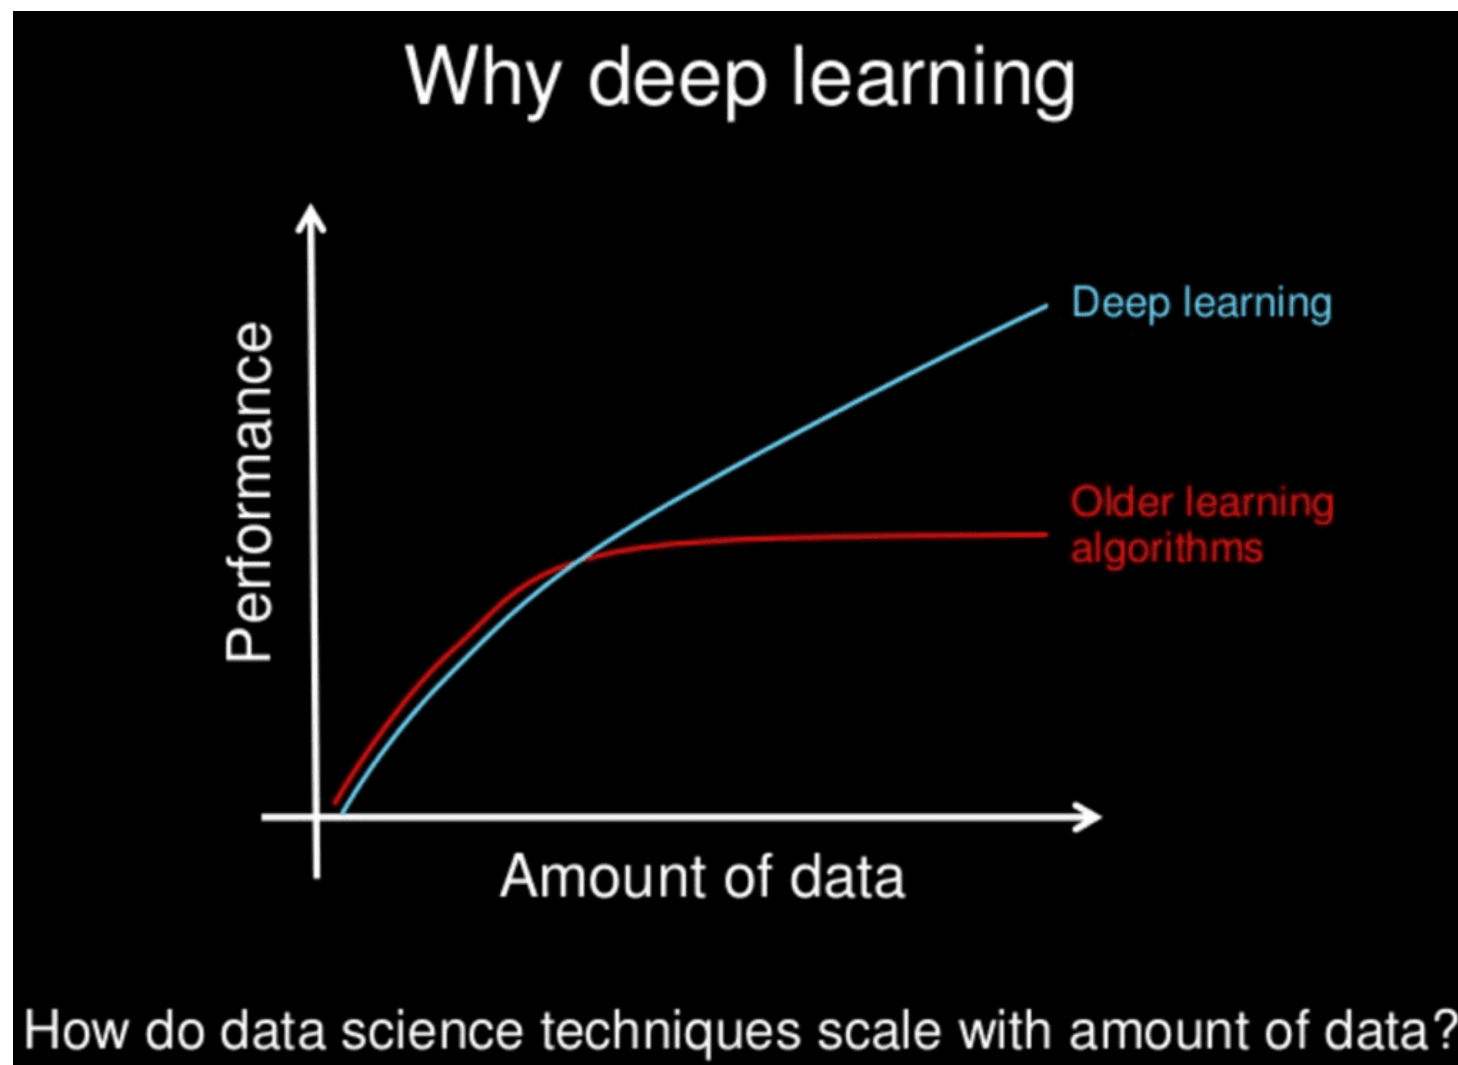 Why deep learning
Performance
Deep learning
Older learning
algorithms
Amount of data
How do data science techniques scale with amount of data?